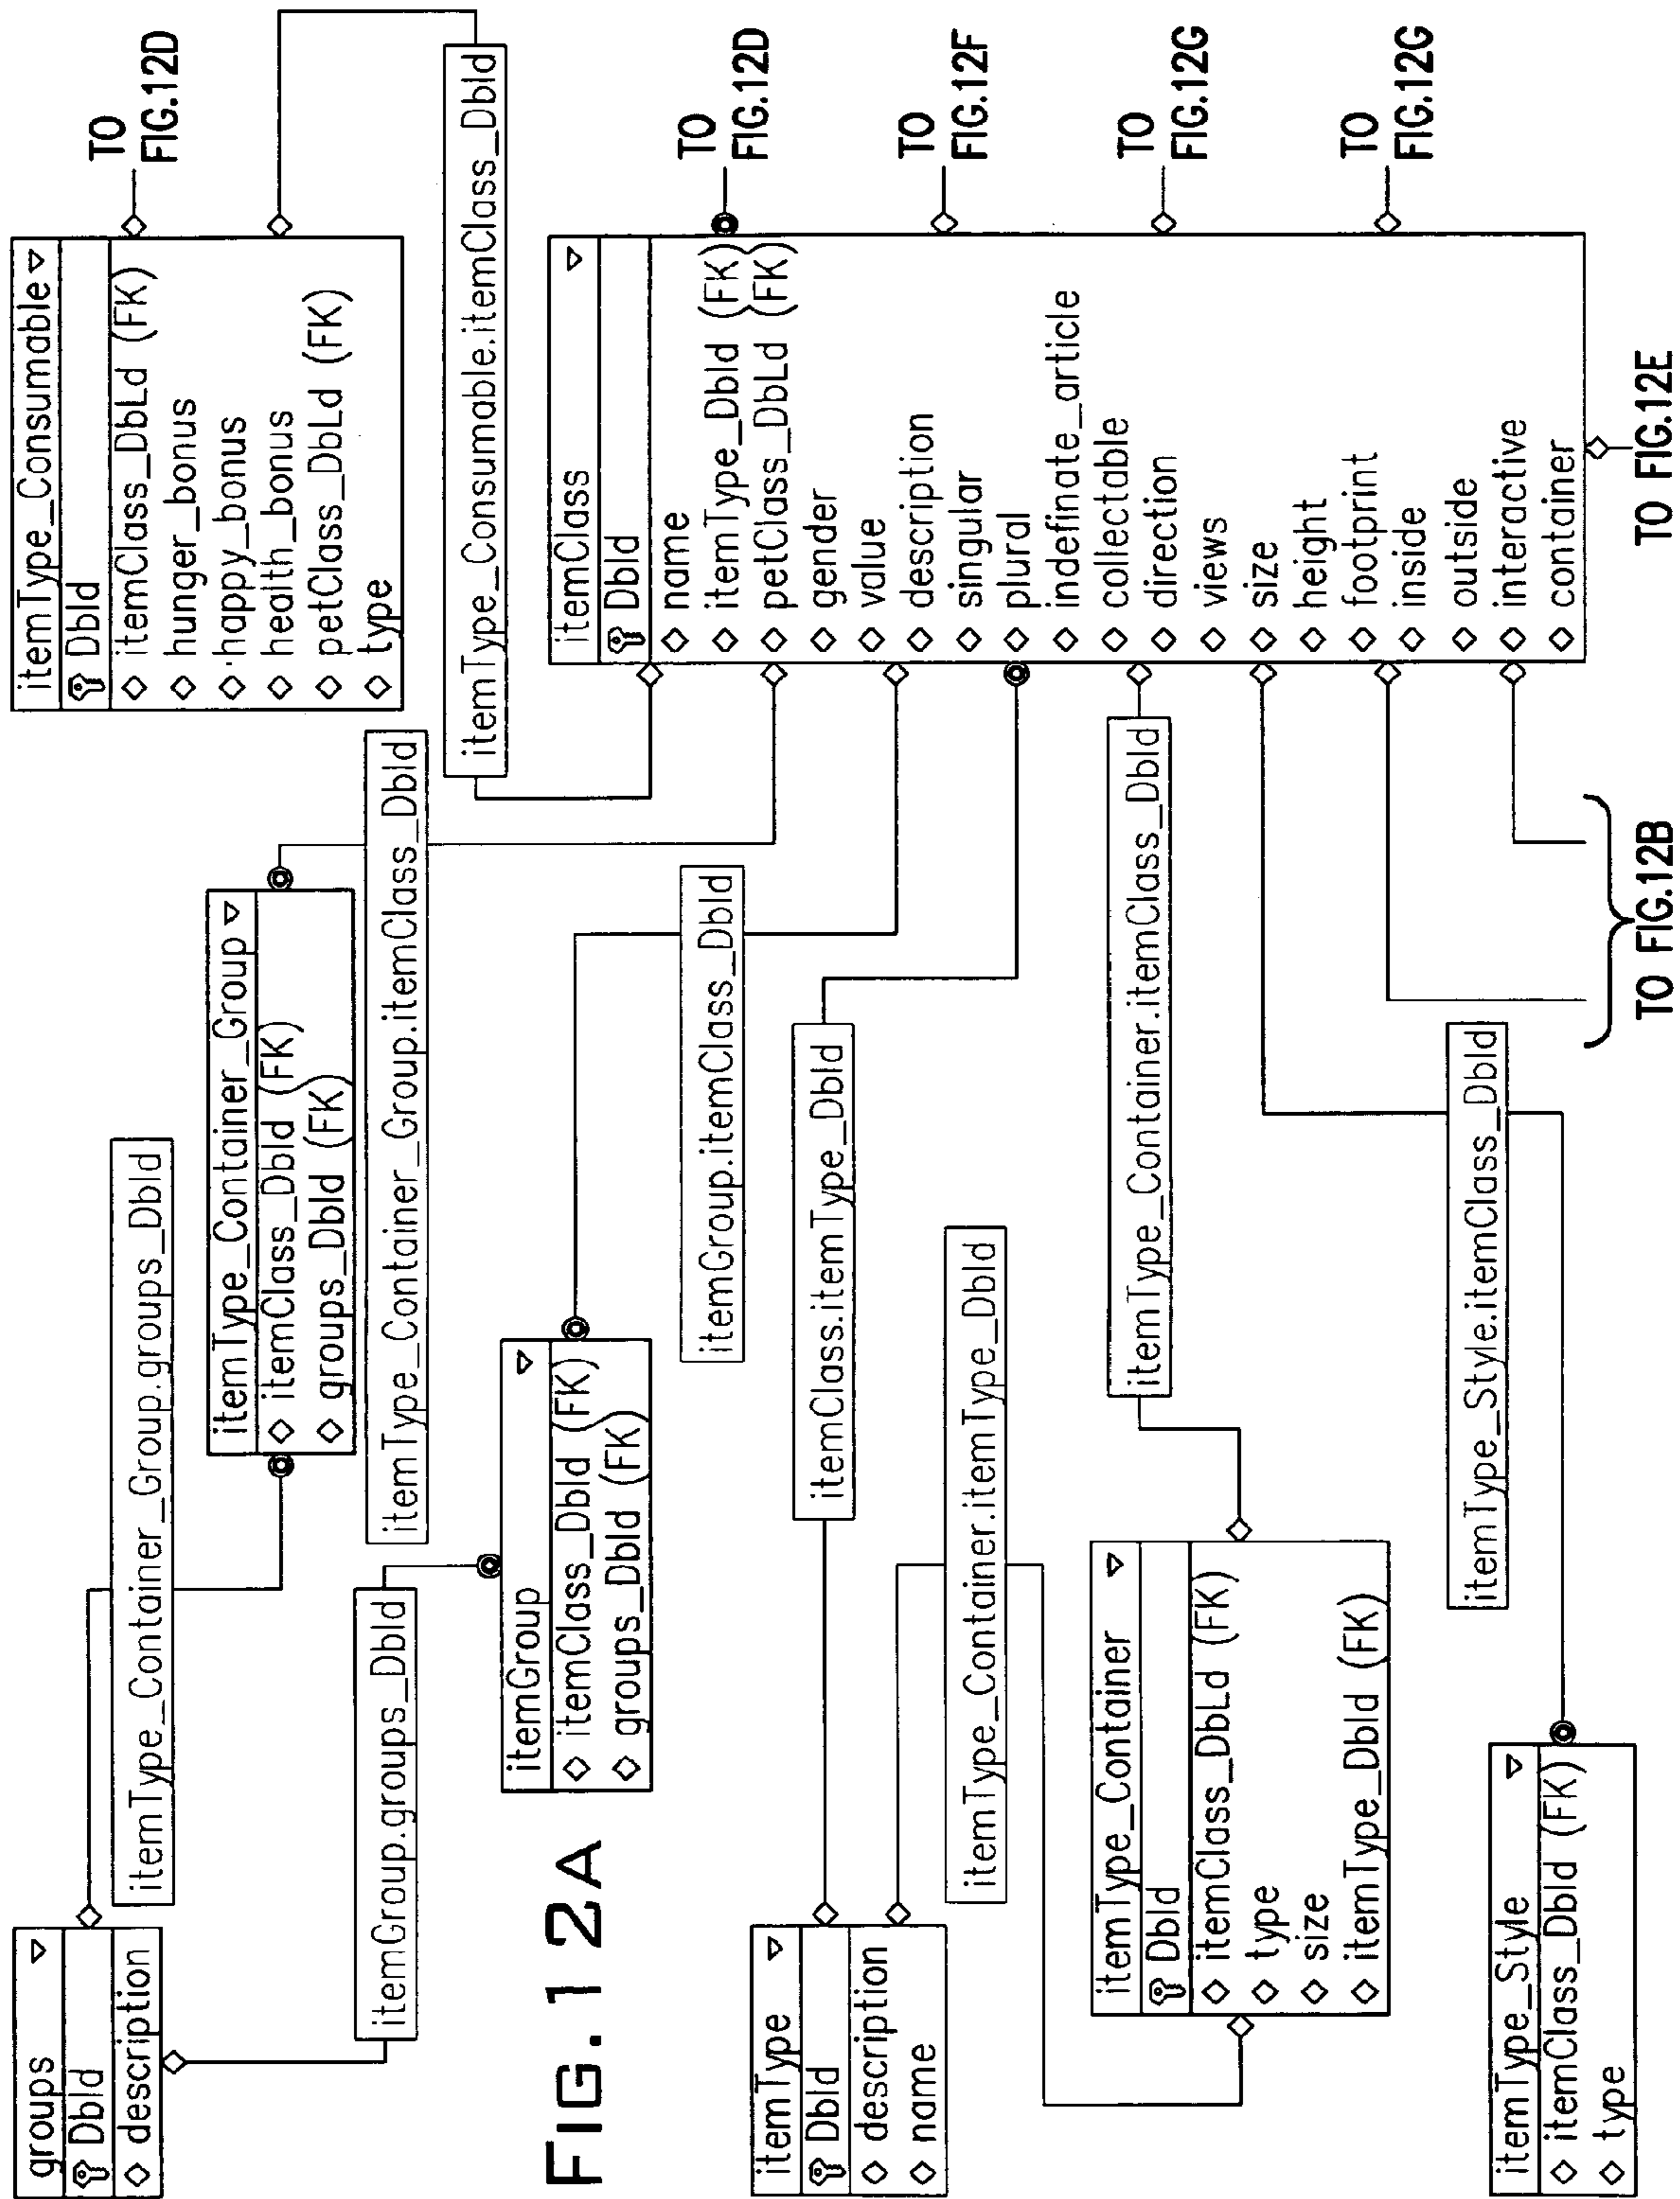 groups
DbId
description
itemType_Container_Group.groups_DbId
itemGroup.groups_DbId
itemType_Container_Group
itemClass_DbId (FK)
groups_DbId (FK)
itemType_Container_Group.itemClass_DbId
itemType_Consumable
DbId
itemClass_DbLd (FK)
hunger_bonus
happy_bonus
health_bonus
petClass_DbLd (FK)
type
TO
FIG.12D
itemType_Consumable.itemClass_DbId
FIG.12A
itemGroup
itemClass_DbId (FK)
groups_DbId (FK)
itemGroup.itemClass_DbId
itemType
DbId
description
name
itemClass.itemType_DbId
itemType_Container.itemType_DbId
itemType_Container
DbId
itemClass_DbLd (FK)
type
size
itemType_DbId (FK)
itemType_Container.itemClass_DbId
itemType_Style
itemClass_DbId (FK)
type
itemType_Style.itemClass_DbId
itemClass
DbId
name
itemType_DbId (FK)
petClass_DbLd (FK)
gender
value
description
singular
plural
indefinate_article
collectable
direction
views
size
height
footprint
inside
outside
interactive
container
TO
FIG.12D
TO
FIG.12F
TO
FIG.12G
TO
FIG.12G
TO FIG.12B
TO FIG.12E